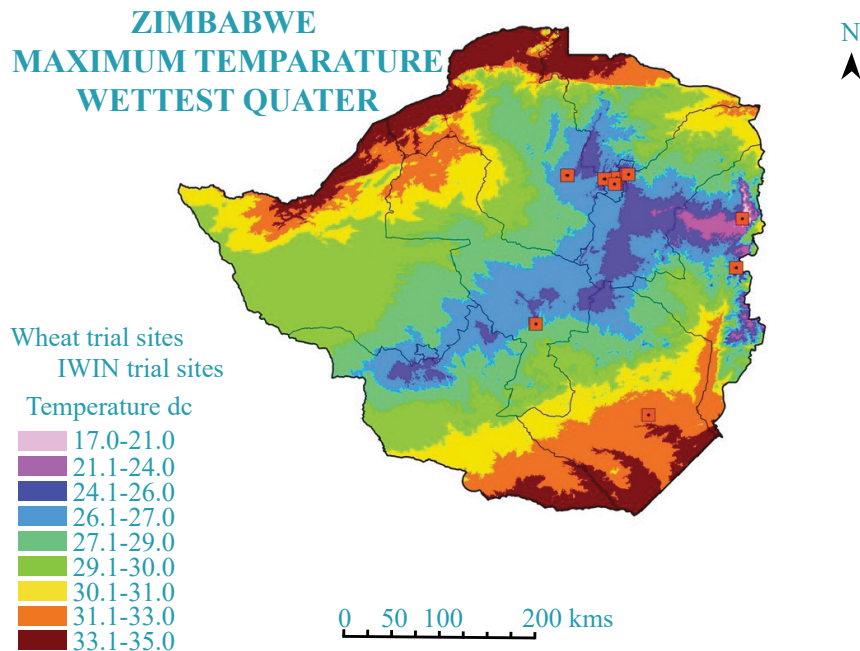 ZIMBABWE
MAXIMUM TEMPARATURE
WETTEST QUATER
N
Wheat trial sites
IWIN trial sites
Temperature dc
17.0-21.0
21.1-24.0
24.1-26.0
26.1-27.0
27.1-29.0
29.1-30.0
30.1-31.0
31.1-33.0
33.1-35.0
0 50 100 200 kms